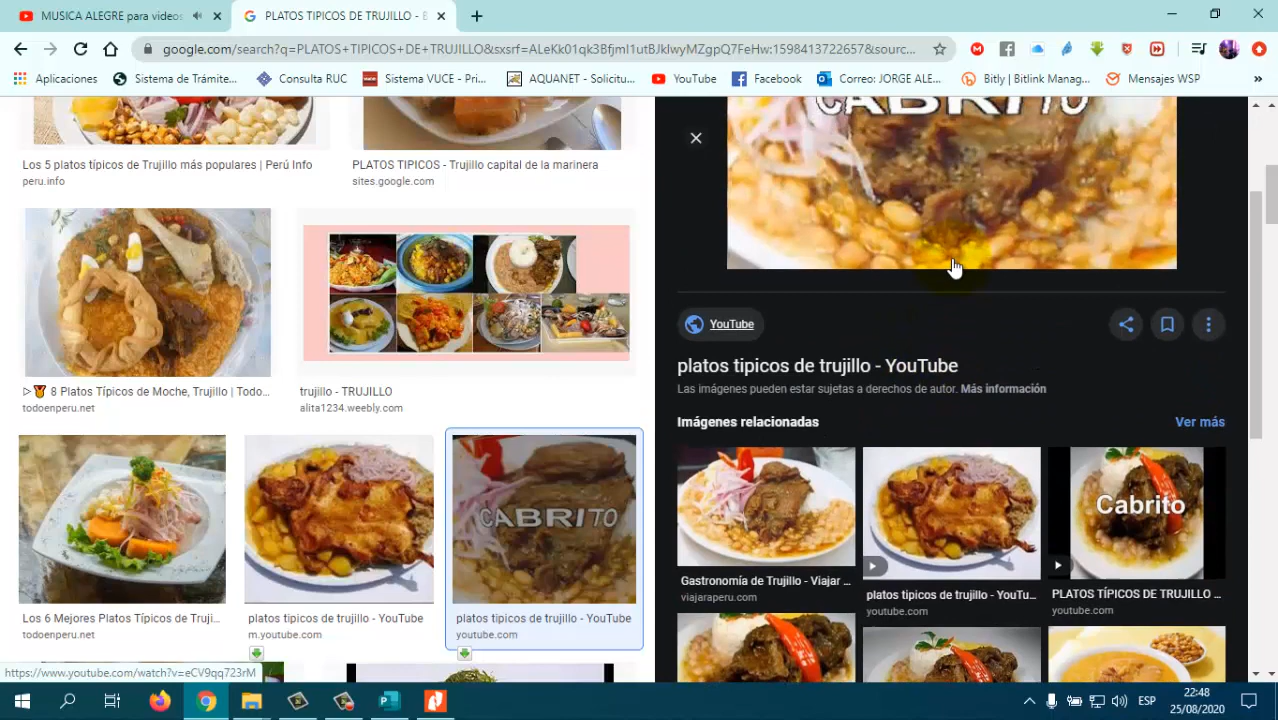 MUSICA ALEGRE para videos
PLATOS TIPICOS DE TRUJILLO - B
google.com/search?q=PLATOS+TIPICOS+DE+TRUJILLO&sxsrf=ALeKk01qk3Bfjml1utBJklwyMZgpQ7FeHw:1598413722657&sourc...
Aplicaciones
Sistema de Trámite...
Consulta RUC
Sistema VUCE - Pri...
AQUANET - Solicitu...
YouTube
Facebook
Correo: JORGE ALE...
Bitly | Bitlink Manag...
Mensajes WSP
»
Los 5 platos típicos de Trujillo más populares | Perú Info
peru.info
PLATOS TIPICOS - Trujillo capital de la marinera
sites.google.com
8 Platos Típicos de Moche, Trujillo | Todo...
todoenperu.net
trujillo - TRUJILLO
alita1234.weebly.com
CABRITO
Los 6 Mejores Platos Típicos de Truji...
todoenperu.net
platos tipicos de trujillo - YouTube
m.youtube.com
platos tipicos de trujillo - YouTube
youtube.com
https://www.youtube.com/watch?v=eCV9qq723rM
CABRITO
YouTube
platos tipicos de trujillo - YouTube
Las imágenes pueden estar sujetas a derechos de autor. Más información
Imágenes relacionadas
Ver más
Cabrito
Gastronomía de Trujillo - Viajar ...
viajaraperu.com
platos tipicos de trujillo - YouTu...
youtube.com
PLATOS TÍPICOS DE TRUJILLO ...
youtube.com
ESP
22:48
25/08/2020